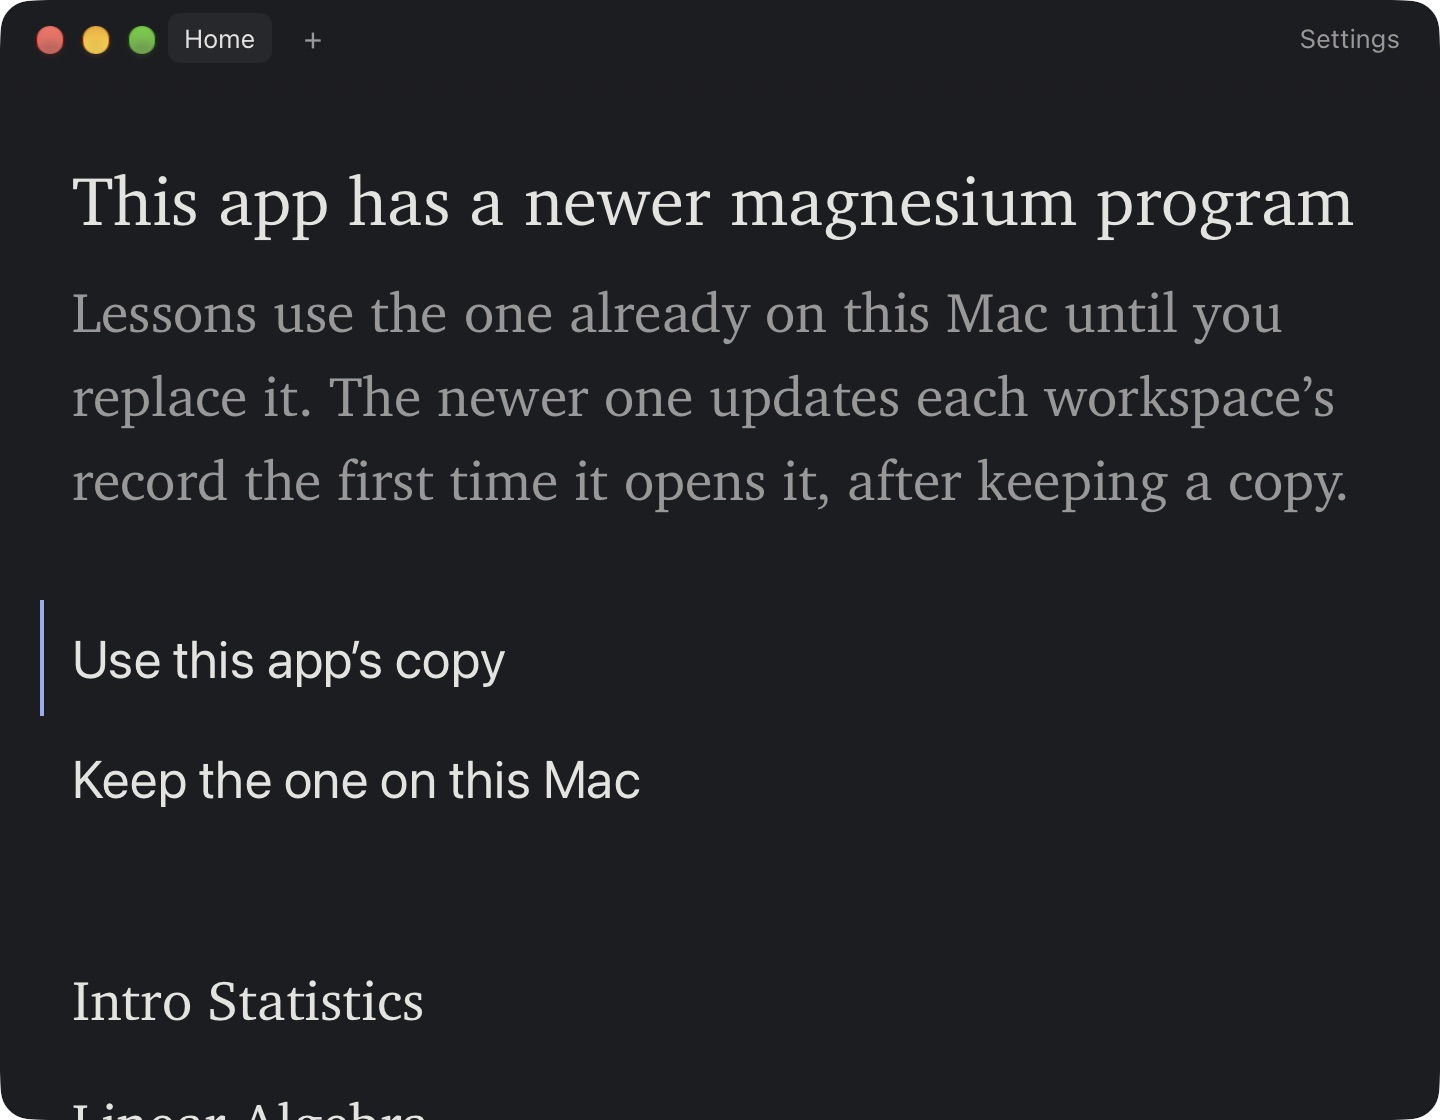 Home
+
Settings
This app has a newer magnesium program
Lessons use the one already on this Mac until you
replace it. The newer one updates each workspace’s
record the first time it opens it, after keeping a copy.
Use this app’s copy
Keep the one on this Mac
Intro Statistics
Linear Algebra